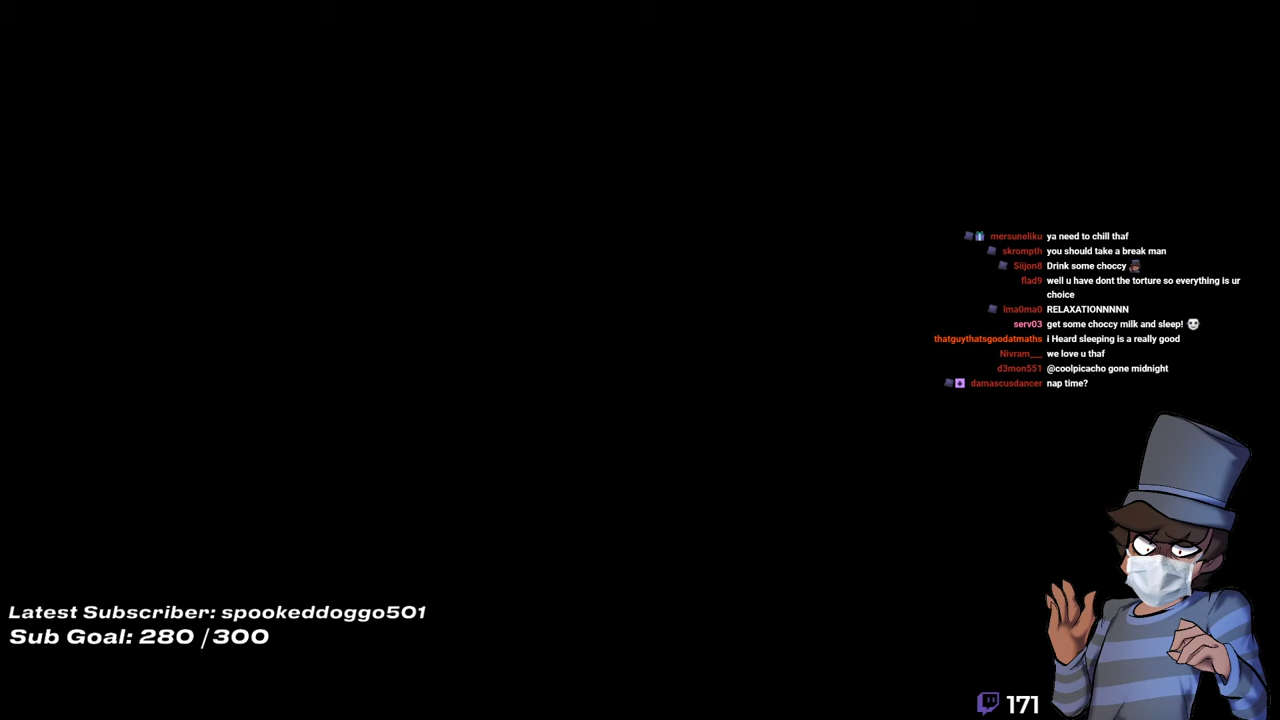 mersuneliku ya need to chill thaf
skrompth you should take a break man
Siijon8 Drink some choccy
flad9 well u have dont the torture so everything is ur
choice
lma0ma0 RELAXATIONNNNN
serv03 get some choccy milk and sleep!
thatguythatsgoodatmaths i Heard sleeping is a really good
Nivram__ we love u thaf
d3mon551 @coolpicacho gone midnight
damascusdancer nap time?
Latest Subscriber: spookeddoggo501
Sub Goal: 280 /300
171